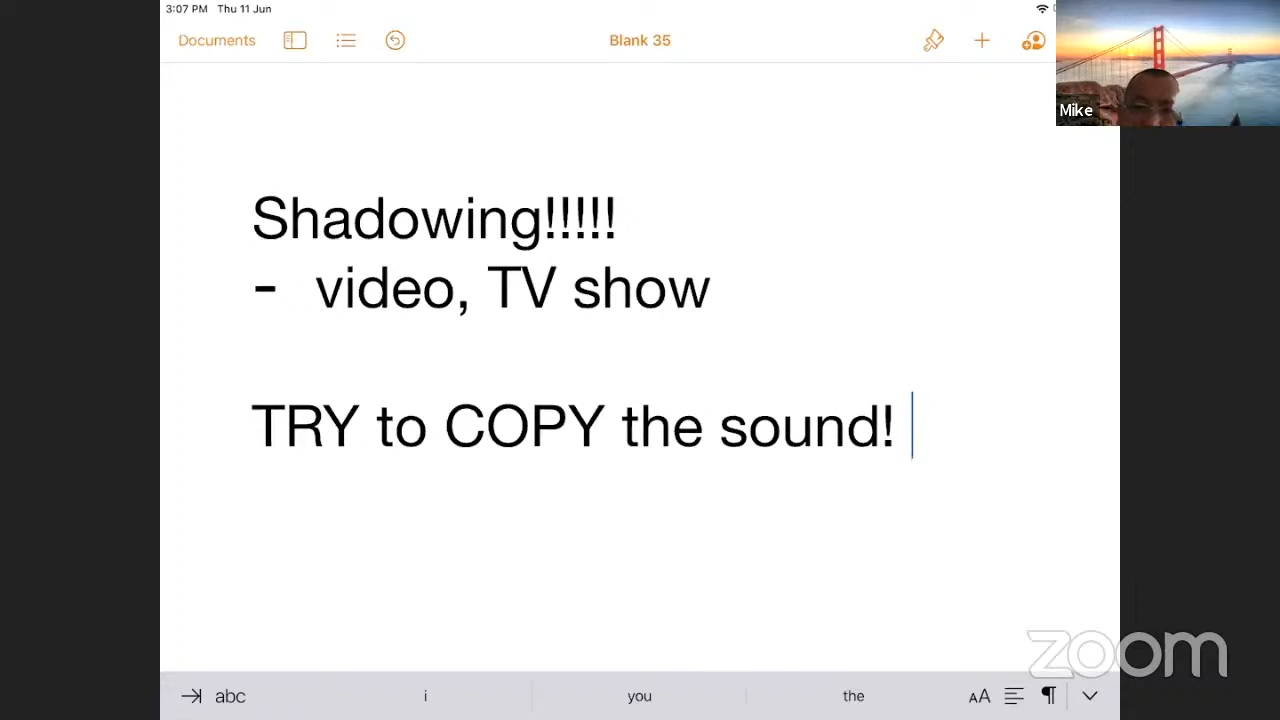 3:07 PM Thu 11 Jun
Documents
Blank 35
Mike
Shadowing!!!!!
- video, TV show
TRY to COPY the sound!
zoom
abc i you the AA